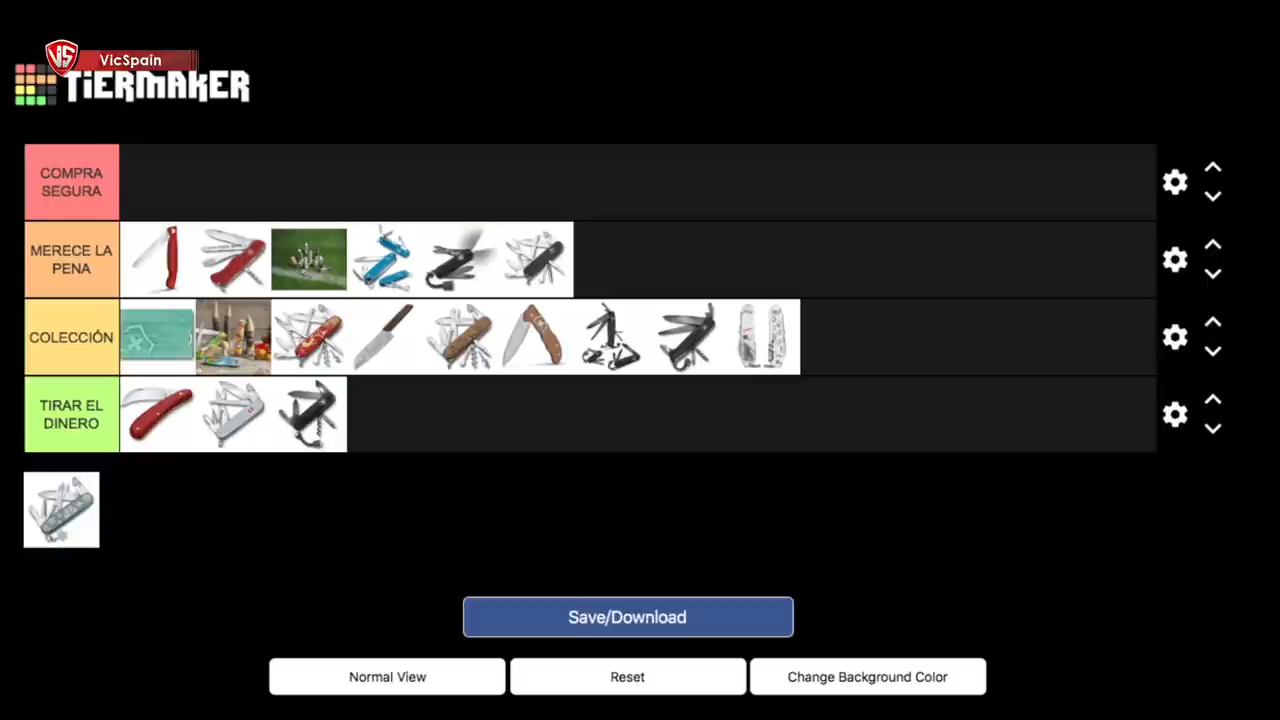 VicSpain
TiERMAKER
COMPRA
SEGURA
MERECE LA
PENA
COLECCIÓN
TIRAR EL
DINERO
Save/Download
Normal View
Reset
Change Background Color